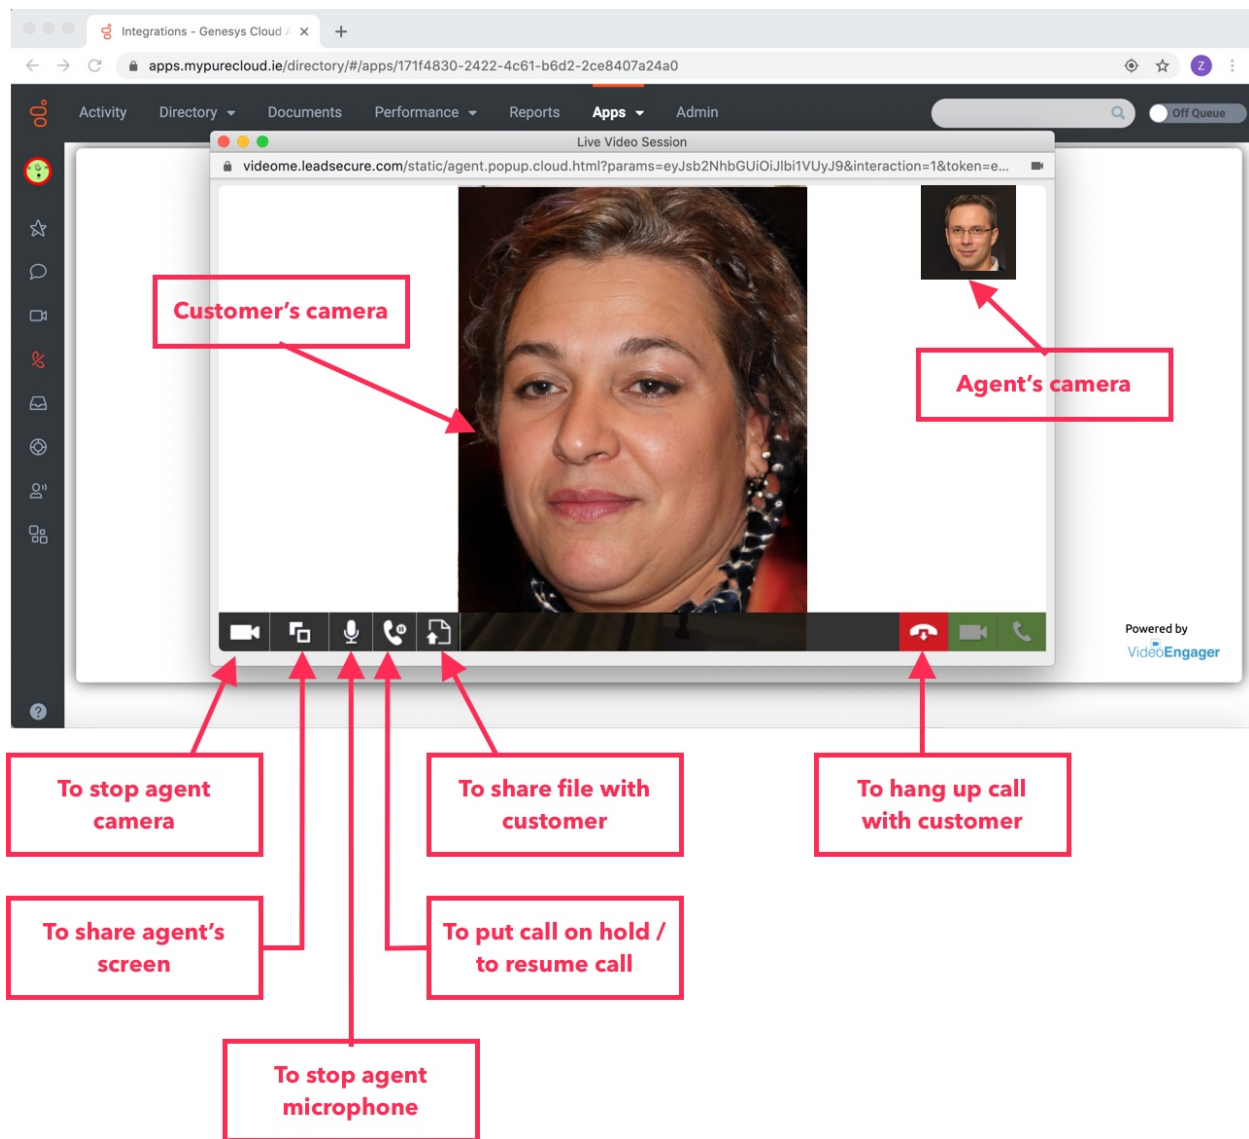 Integrations - Genesys Cloud A
apps.mypurecloud.ie/directory/#/apps/171f4830-2422-4c61-b6d2-2ce8407a24a0
Z
Activity Directory Documents Performance Reports Apps Admin
Off Queue
Live Video Session
videome.leadsecure.com/static/agent.popup.cloud.html?params=eyJsb2NhbGUiOiJlbi1VUyJ9&interaction=1&token=e...
Customer's camera
Agent's camera
Powered by
VideoEngager
To stop agent
camera
To share file with
customer
To hang up call
with customer
To share agent's
screen
To put call on hold /
to resume call
To stop agent
microphone